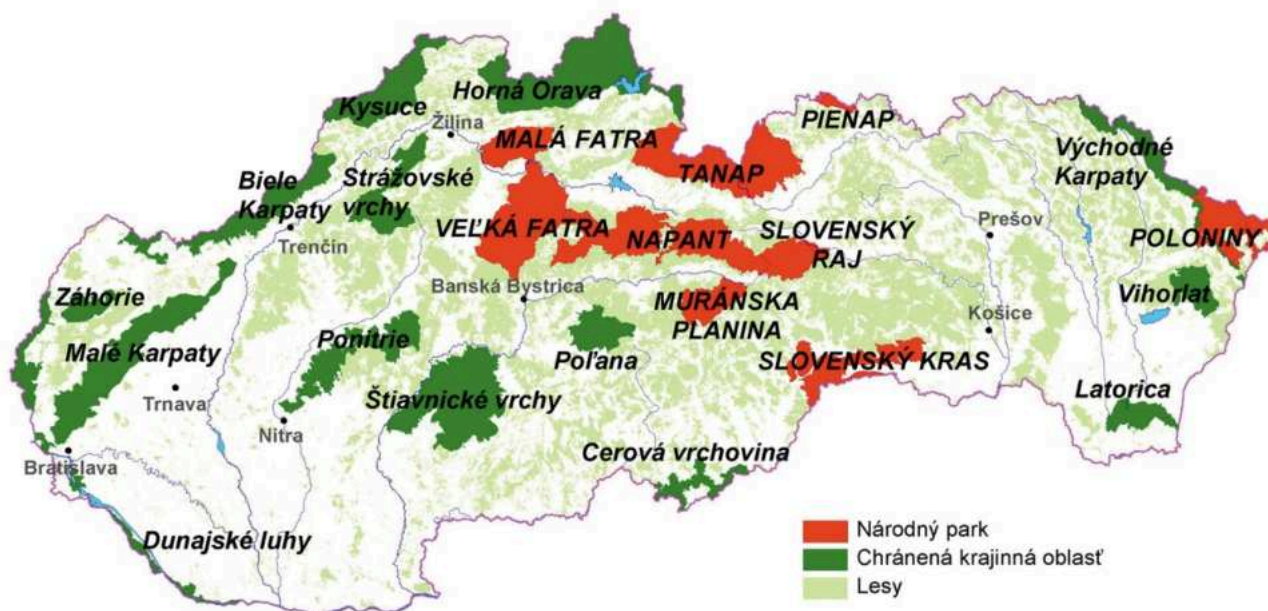 Horná Orava
Kysuce
Žilina
MALÁ FATRA
PIENAP
TANAP
Východné
Karpaty
Strážovské
vrchy
Biele
Karpaty
Trenčín
VEĽKÁ FATRA
NAPANT
SLOVENSKÝ
RAJ
Prešov
POLONINY
Banská Bystrica
MURÁNSKA
PLANINA
Vihorlat
Košice
Záhorie
Malé Karpaty
Ponitrie
Poľana
SLOVENSKÝ KRAS
Trnava
Nitra
Štiavnické vrchy
Latorica
Cerová vrchovina
Bratislava
Dunajské luhy
Národný park
Chránená krajinná oblasť
Lesy